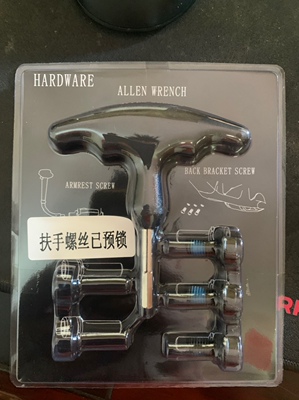 HARDWARE
ALLEN WRENCH
ARMREST SCREW
BACK BRACKET SCREW
扶手螺丝已预锁